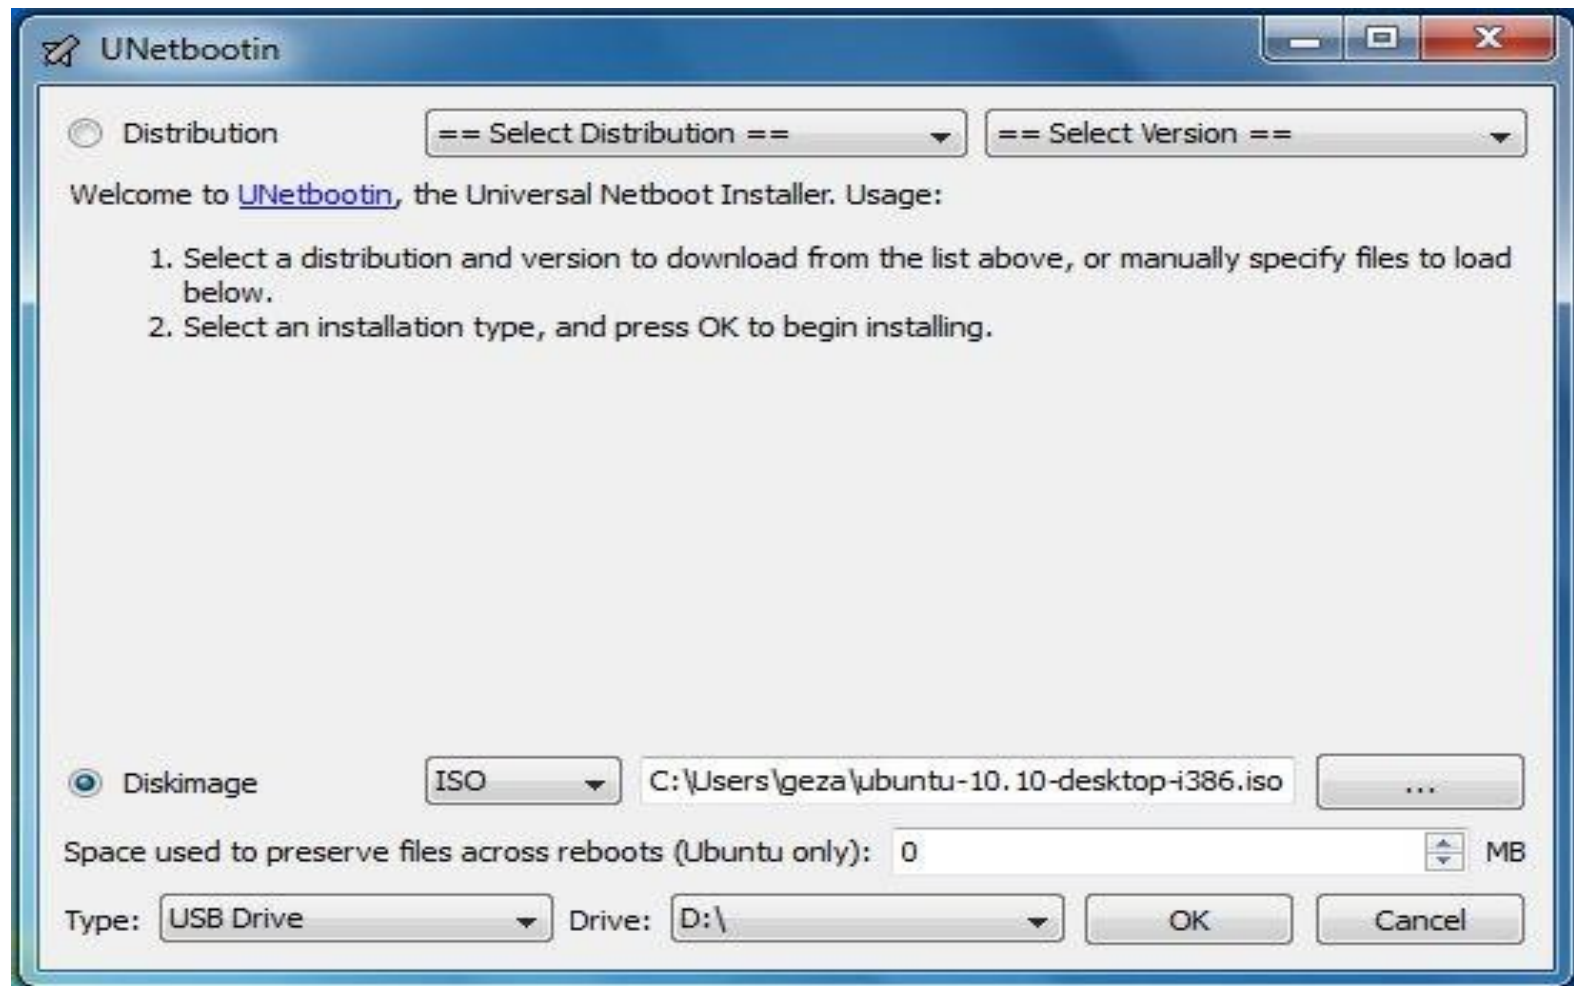 UNetbootin
Distribution == Select Distribution == == Select Version ==
Welcome to UNetbootin, the Universal Netboot Installer. Usage:
1. Select a distribution and version to download from the list above, or manually specify files to load
below.
2. Select an installation type, and press OK to begin installing.
Diskimage ISO C:\Users\geza\ubuntu-10.10-desktop-i386.iso ...
Space used to preserve files across reboots (Ubuntu only): 0 MB
Type: USB Drive Drive: D:\ OK Cancel